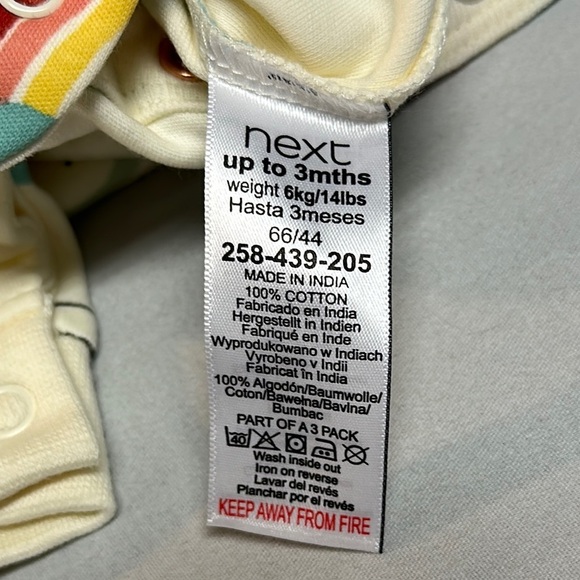 next
up to 3mths
weight 6kg/14lbs
Hasta 3meses
66/44
258-439-205
MADE IN INDIA
100% COTTON
Fabricado en India
Hergestellt in Indien
Fabriqué en Inde
Wyprodukowano w Indiach
Vyrobeno v Indii
Fabricat în India
100% Algodón/Baumwolle/
Coton/Bawełna/Bavlna/
Bumbac
PART OF A 3 PACK
40
Wash inside out
Iron on reverse
Lavar del revés
Planchar por el revés
KEEP AWAY FROM FIRE